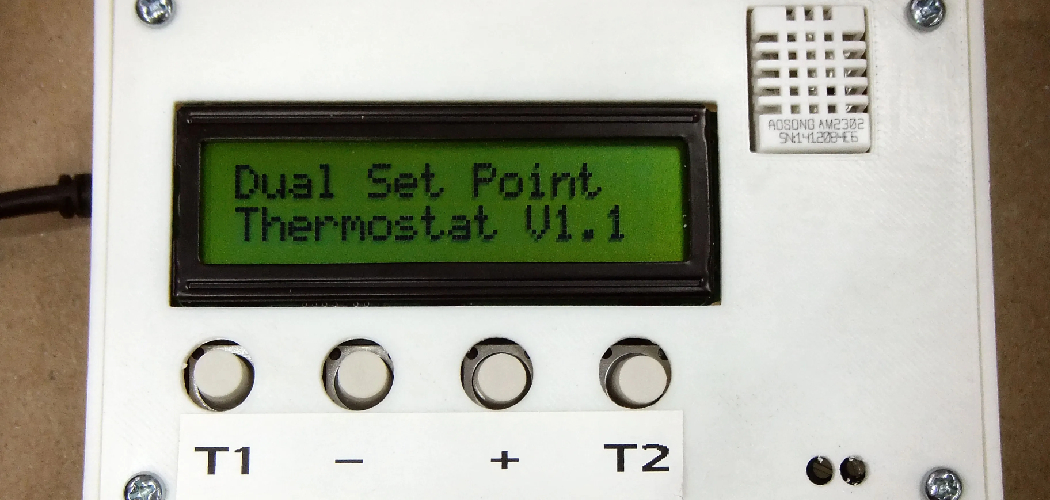 AOSONG AM2302
Dual Set Point
Thermostat V1.1
T1 - + T2